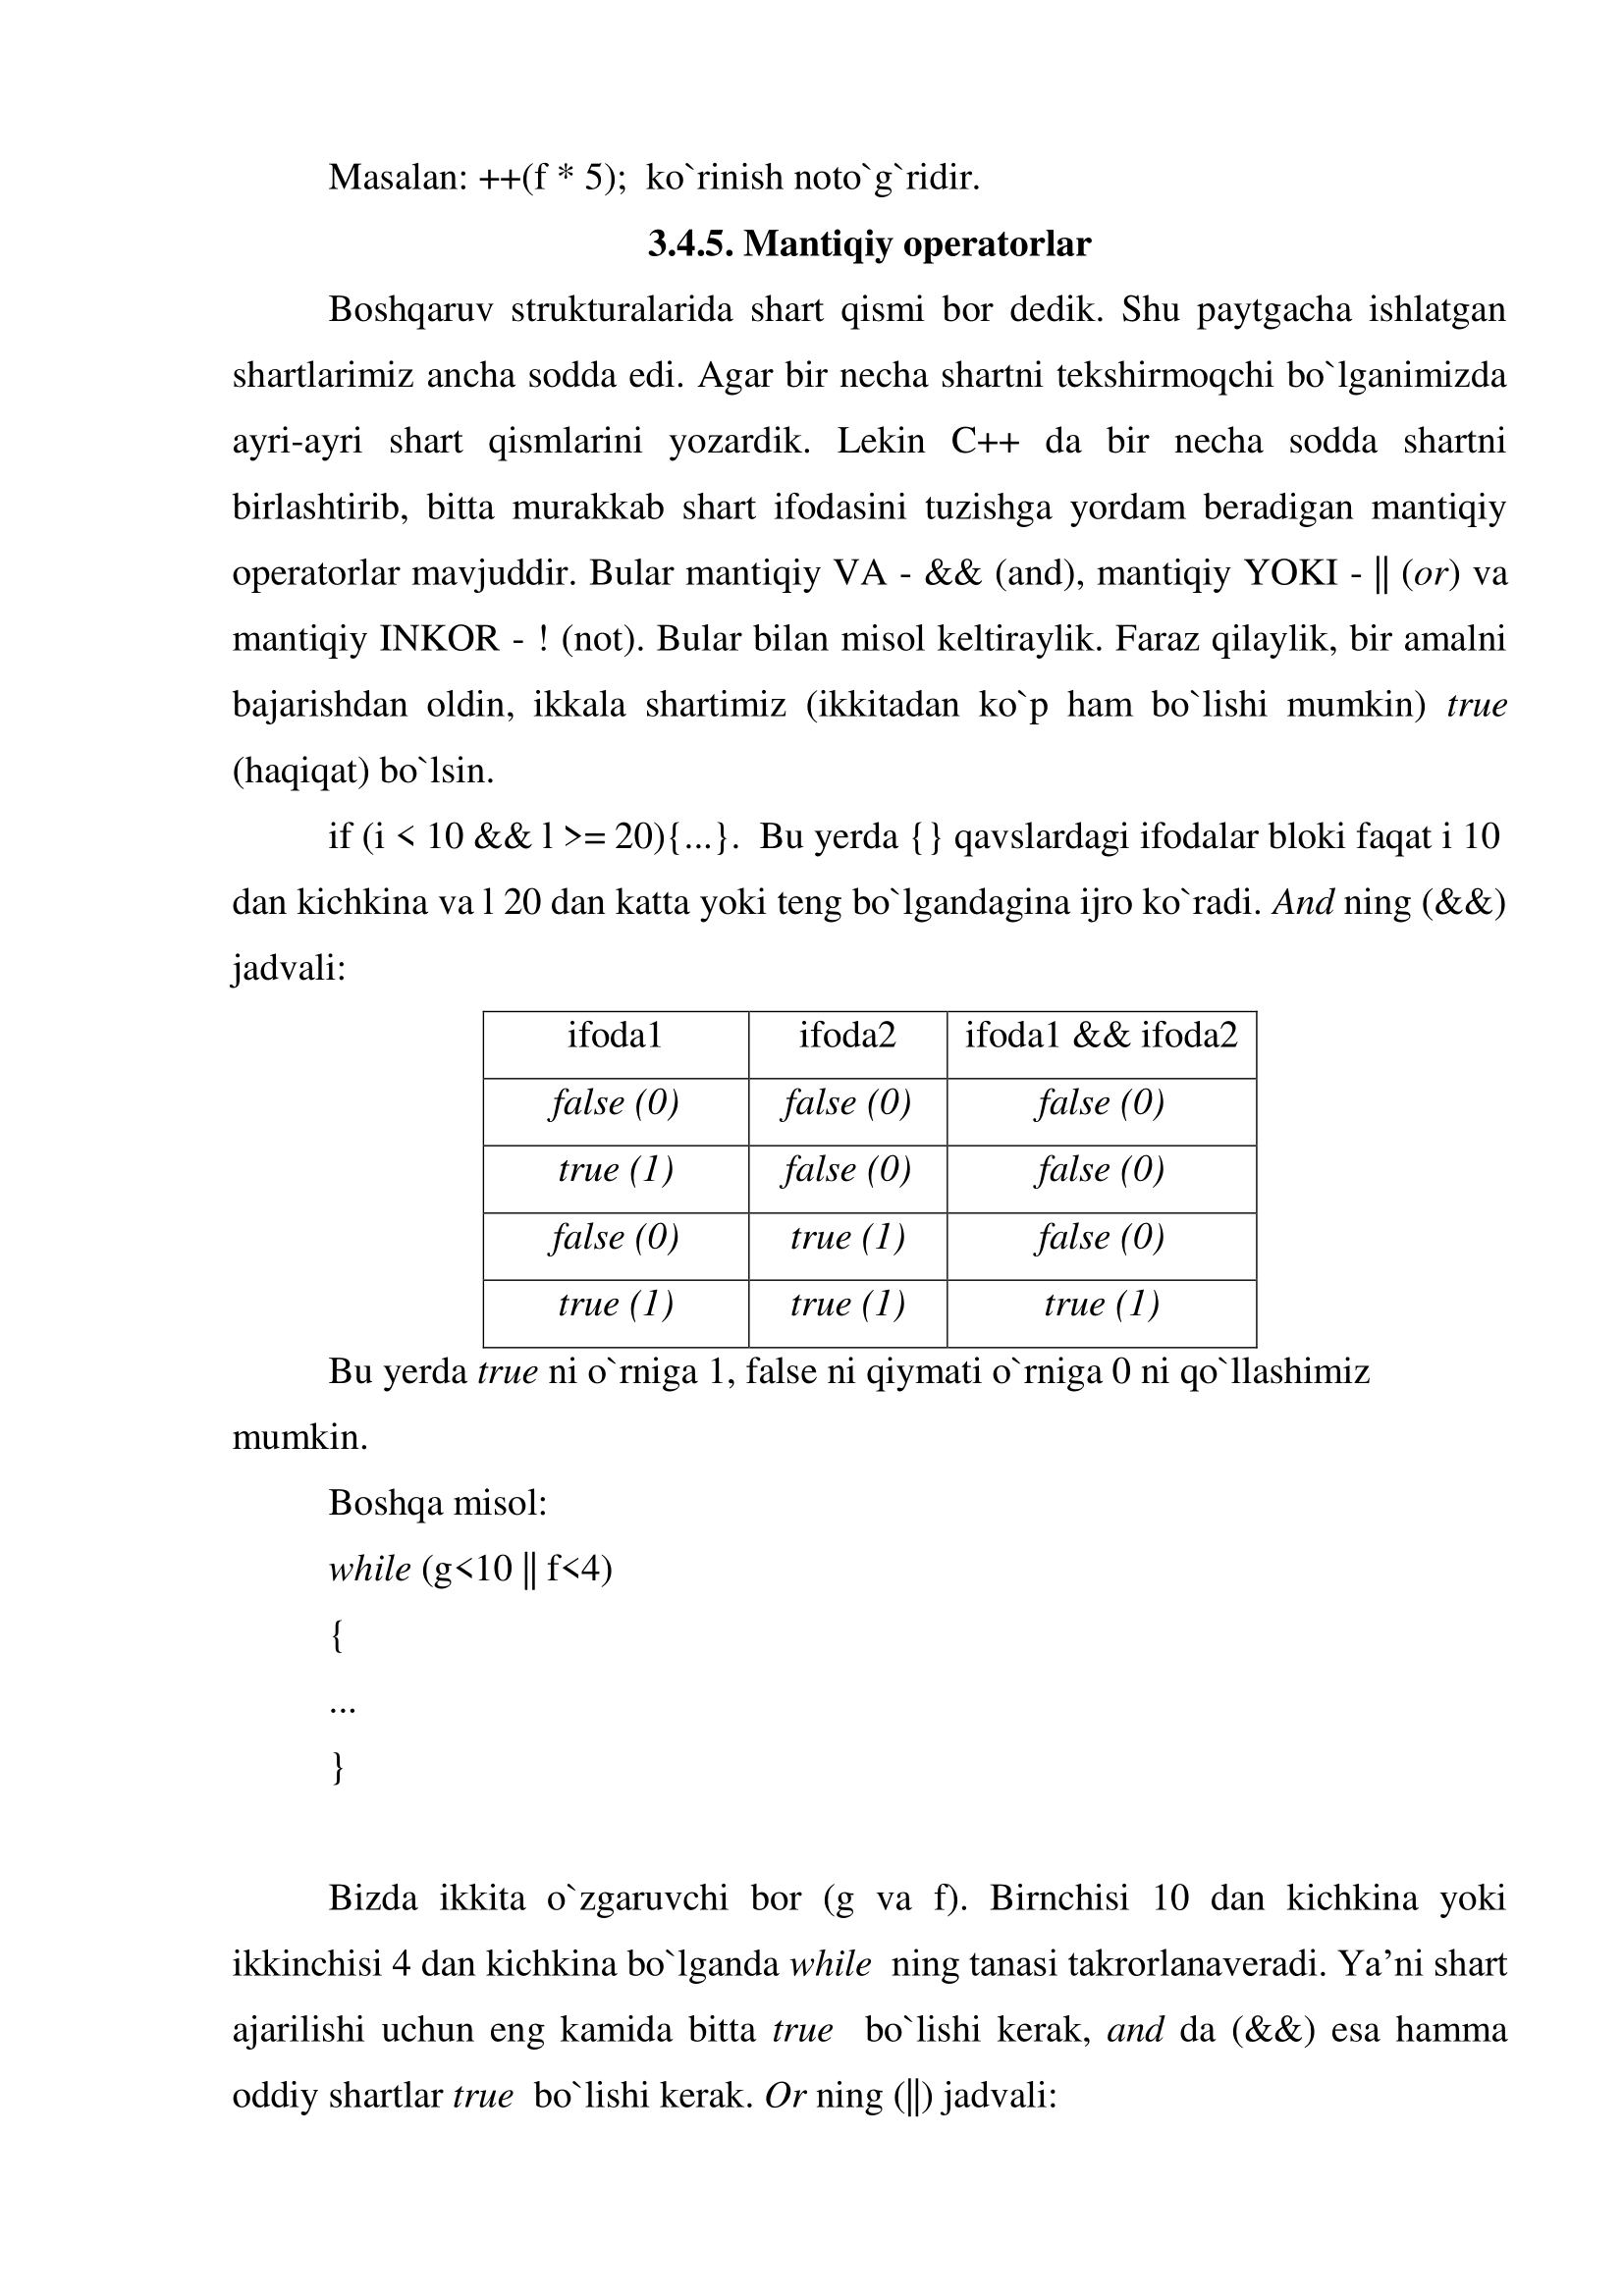 Masalan: ++(f * 5);  ko`rinish noto`g`ridir.
3.4.5. Mantiqiy operatorlar
Boshqaruv strukturalarida shart qismi bor dedik. Shu paytgacha ishlatgan
shartlarimiz ancha sodda edi. Agar bir necha shartni tekshirmoqchi bo`lganimizda
ayri-ayri shart qismlarini yozardik. Lekin C++ da bir necha sodda shartni
birlashtirib, bitta murakkab shart ifodasini tuzishga yordam beradigan mantiqiy
operatorlar mavjuddir. Bular mantiqiy VA - && (and), mantiqiy YOKI - || (or) va
mantiqiy INKOR - ! (not). Bular bilan misol keltiraylik. Faraz qilaylik, bir amalni
bajarishdan oldin, ikkala shartimiz (ikkitadan ko`p ham bo`lishi mumkin) true
(haqiqat) bo`lsin.
if (i < 10 && l >= 20){...}.  Bu yerda {} qavslardagi ifodalar bloki faqat i 10
dan kichkina va l 20 dan katta yoki teng bo`lgandagina ijro ko`radi. And ning (&&)
jadvali:
ifoda1 ifoda2 ifoda1 && ifoda2
false (0) false (0) false (0)
true (1) false (0) false (0)
false (0) true (1) false (0)
true (1) true (1) true (1)
Bu yerda true ni o`rniga 1, false ni qiymati o`rniga 0 ni qo`llashimiz
mumkin.
Boshqa misol:
while (g<10 || f<4)
{
...
}
Bizda ikkita o`zgaruvchi bor (g va f). Birnchisi 10 dan kichkina yoki
ikkinchisi 4 dan kichkina bo`lganda while  ning tanasi takrorlanaveradi. Ya’ni shart
ajarilishi uchun eng kamida bitta true  bo`lishi kerak, and da (&&) esa hamma
oddiy shartlar true  bo`lishi kerak. Or ning (||) jadvali: